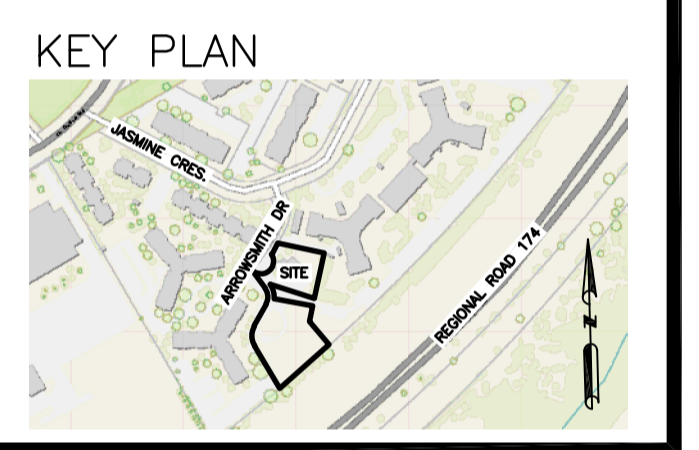 KEY PLAN
JASMINE CRES.
ARROWSMITH DR
SITE
REGIONAL ROAD 174
N